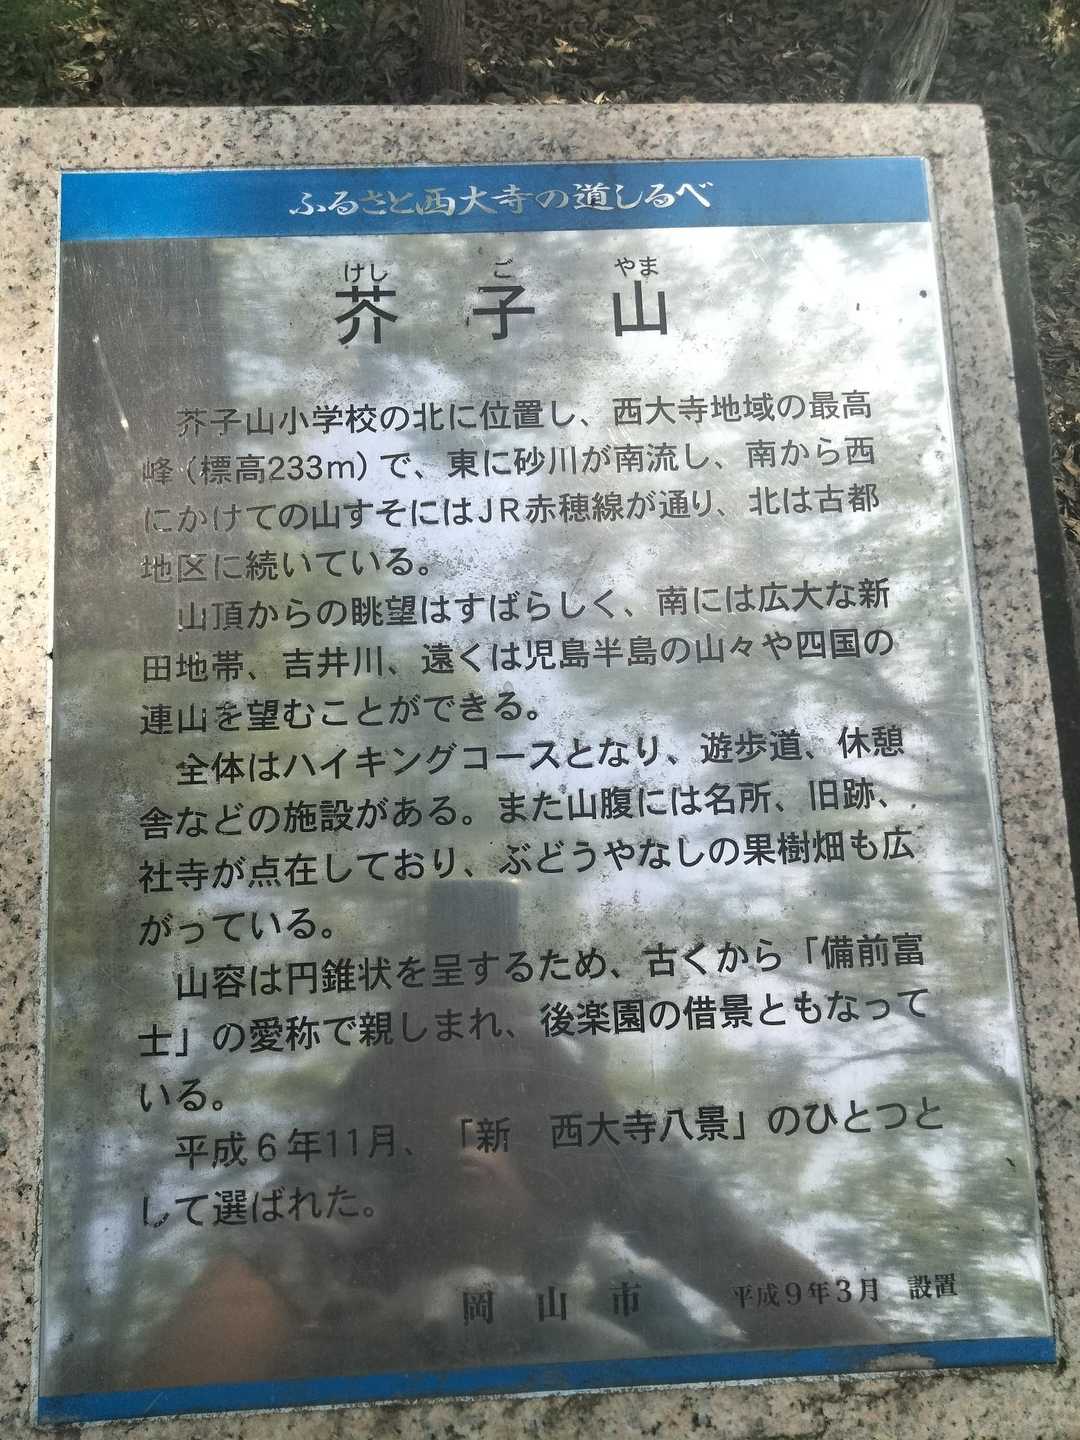 ふるさと西大寺の道しるべ
けし ご やま
芥子山
芥子山小学校の北に位置し、西大寺地域の最高
峰（標高233m）で、東に砂川が南流し、南から西
にかけての山すそにはJR赤穂線が通り、北は古都
地区に続いている。
山頂からの眺望はすばらしく、南には広大な新
田地帯、吉井川、遠くは児島半島の山々や四国の
連山を望むことができる。
全体はハイキングコースとなり、遊歩道、休憩
舎などの施設がある。また山腹には名所、旧跡、
社寺が点在しており、ぶどうやなしの果樹畑も広
がっている。
山容は円錐状を呈するため、古くから「備前富
士」の愛称で親しまれ、後楽園の借景ともなって
いる。
平成６年11月、「新　西大寺八景」のひとつと
して選ばれた。
岡山市 平成９年３月　設置